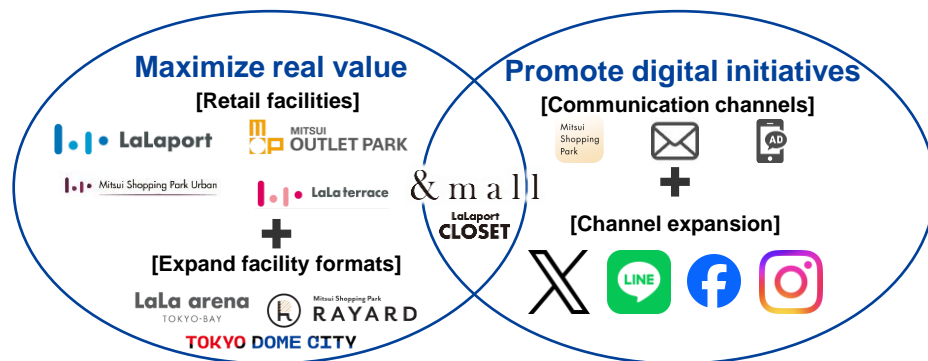 Maximize real value
[Retail facilities]
LaLaport
MITSUI
OUTLET PARK
Mitsui Shopping Park Urban
LaLa terrace
[Expand facility formats]
LaLa arena
TOKYO-BAY
Mitsui Shopping Park
RAYARD
TOKYO DOME CITY
& mall
LaLaport
CLOSET
Promote digital initiatives
[Communication channels]
Mitsui
Shopping
Park
AD
[Channel expansion]
X
LINE